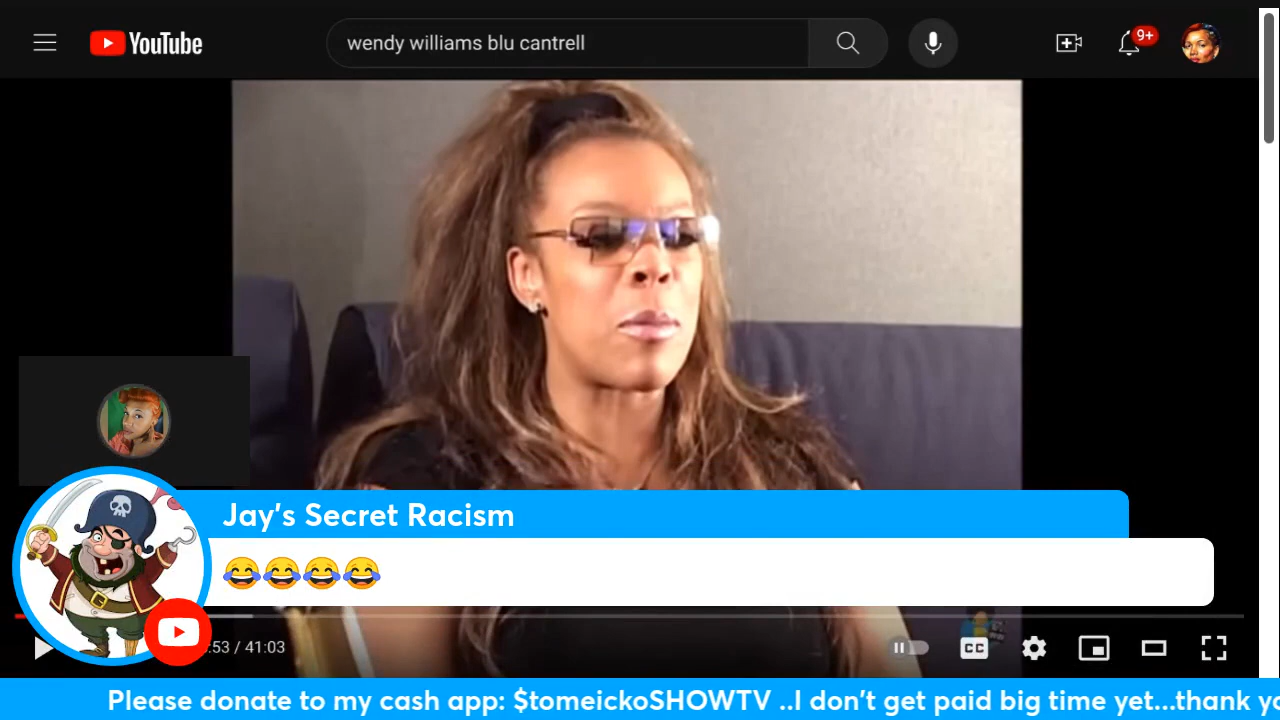 YouTube
wendy williams blu cantrell
9+
Jay's Secret Racism
😂😂😂😂
:53 / 41:03
CC
Please donate to my cash app: $tomeickoSHOWTV ..I don't get paid big time yet...thank